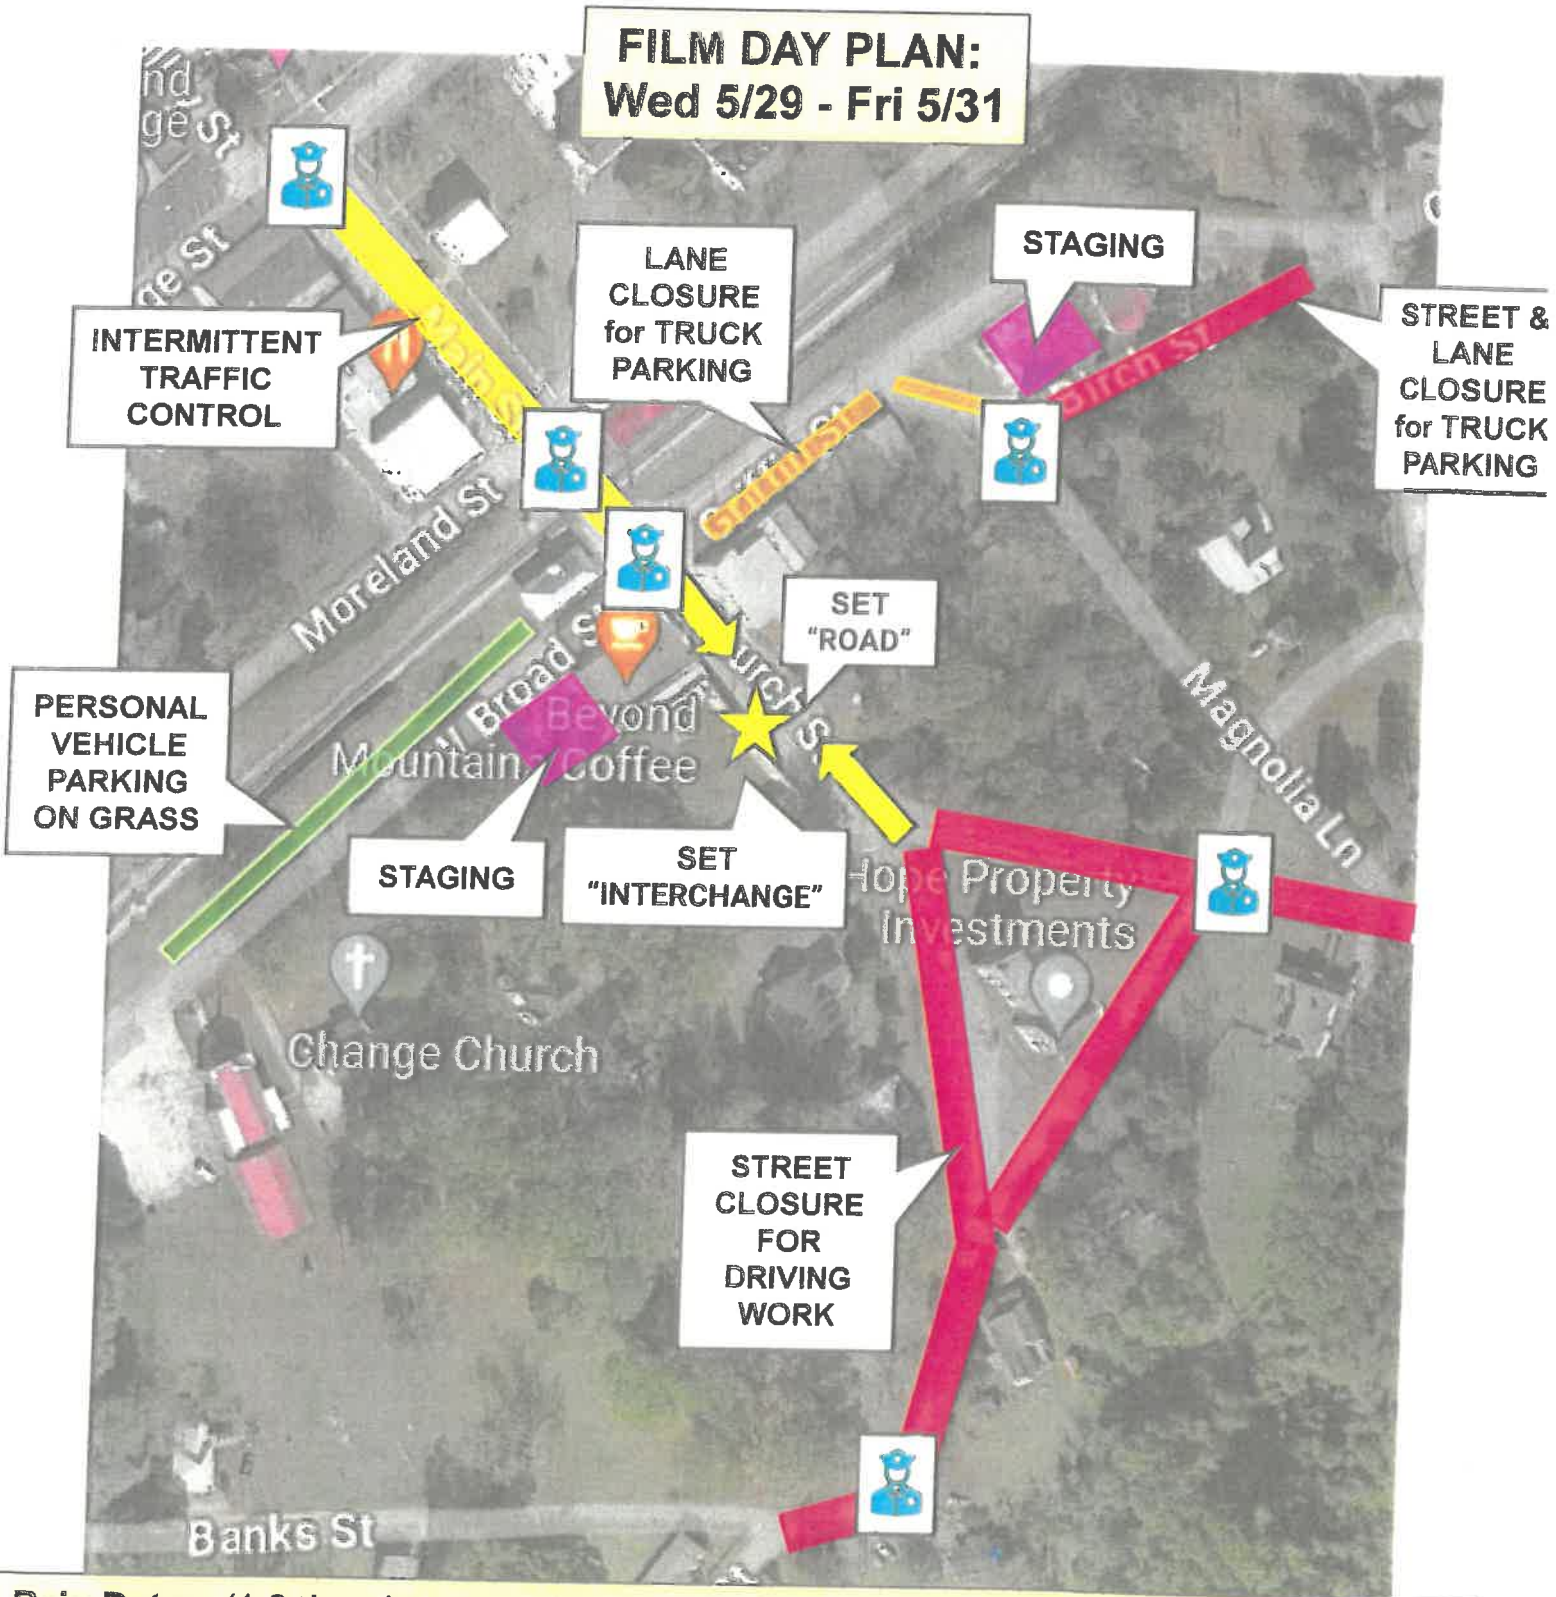 FILM DAY PLAN:
Wed 5/29 - Fri 5/31
nd
ge
St
ge St
INTERMITTENT
TRAFFIC
CONTROL
Main S
LANE
CLOSURE
for TRUCK
PARKING
STAGING
STREET &
LANE
CLOSURE
for TRUCK
PARKING
Birch St
Moreland St
SET
"ROAD"
PERSONAL
VEHICLE
PARKING
ON GRASS
Broad S
urch S
Magnolia Ln
Beyond
Mountain Coffee
STAGING
SET
"INTERCHANGE"
Hope Property
Investments
Change Church
STREET
CLOSURE
FOR
DRIVING
WORK
Banks St